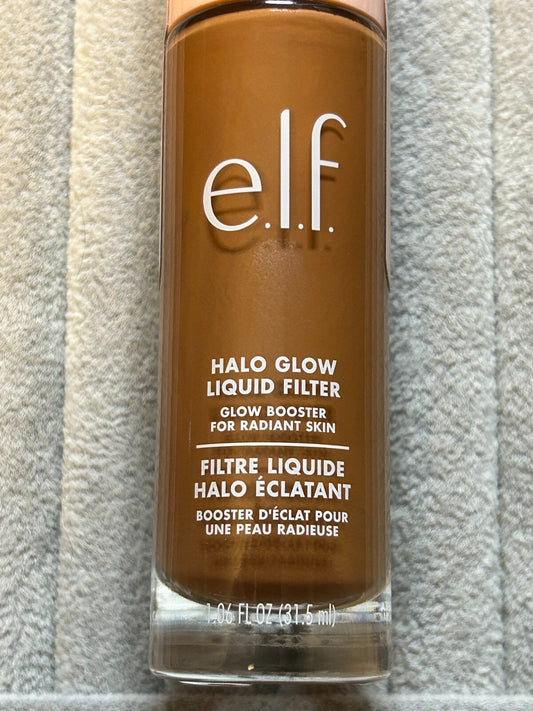 e.l.f.
HALO GLOW
LIQUID FILTER
GLOW BOOSTER
FOR RADIANT SKIN
FILTRE LIQUIDE
HALO ÉCLATANT
BOOSTER D'ÉCLAT POUR
UNE PEAU RADIEUSE
1.06 FL OZ (31.5 ml)